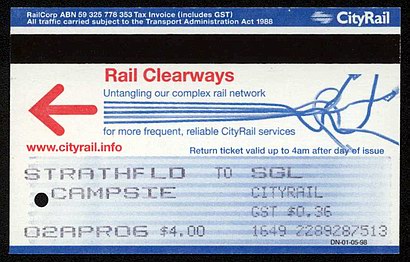 RailCorp ABN 59 325 778 353 Tax Invoice (includes GST)
All traffic carried subject to the Transport Administration Act 1988
CityRail
Rail Clearways
Untangling our complex rail network
for more frequent, reliable CityRail services
www.cityrail.info
Return ticket valid up to 4am after day of issue
STRATHFLD TO SGL
CAMPSIE CITYRAIL
GST $0.36
02APR06 $4.00 1649 2289287513
DN-01-05-98